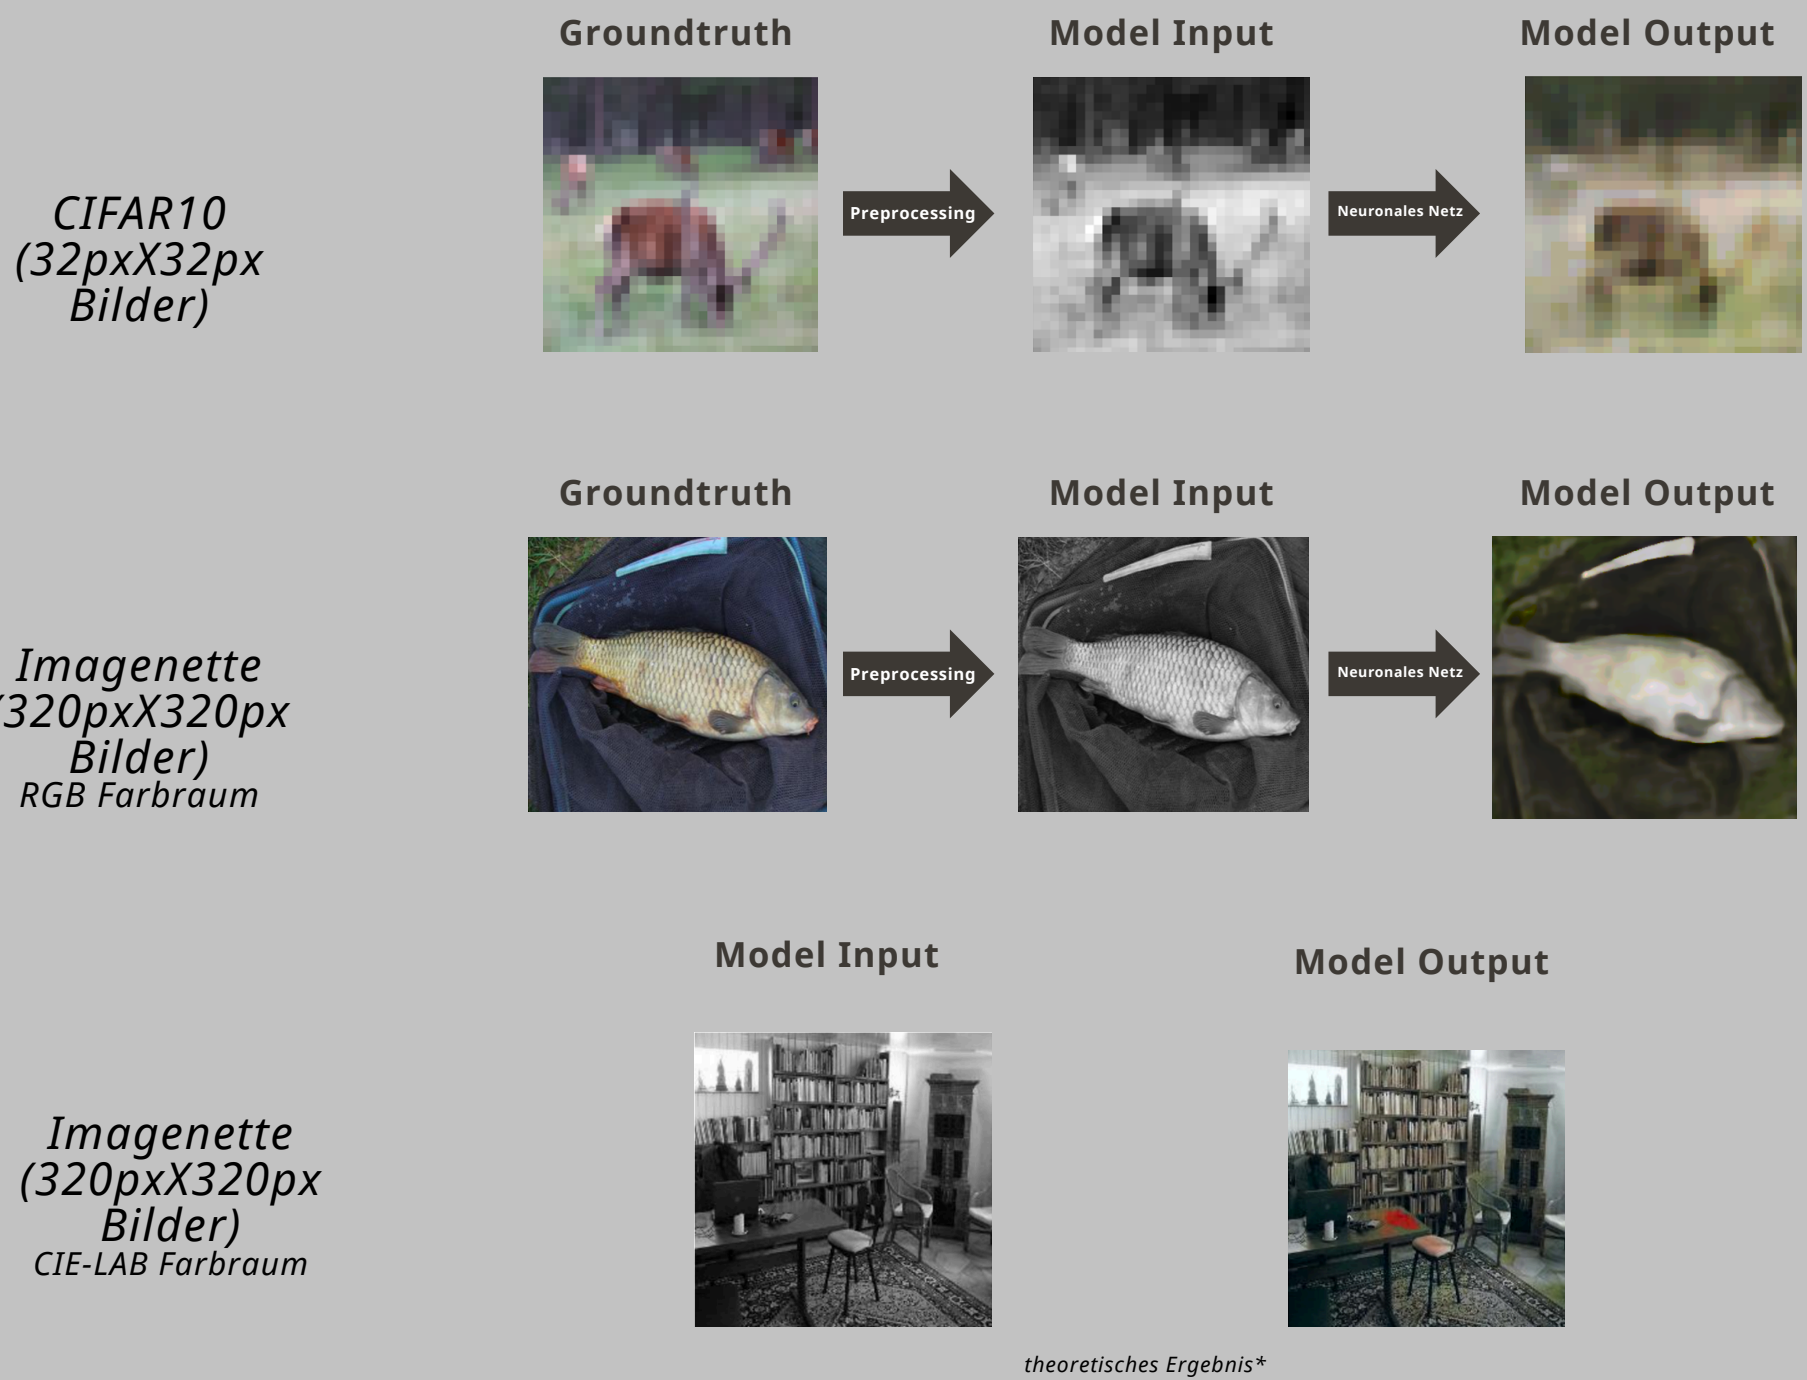 Groundtruth
Model Input
Model Output
CIFAR10
(32pxX32px
Bilder)
Preprocessing
Neuronales Netz
Groundtruth
Model Input
Model Output
Imagenette
(320pxX320px
Bilder)
RGB Farbraum
Preprocessing
Neuronales Netz
Model Input
Model Output
Imagenette
(320pxX320px
Bilder)
CIE-LAB Farbraum
theoretisches Ergebnis*